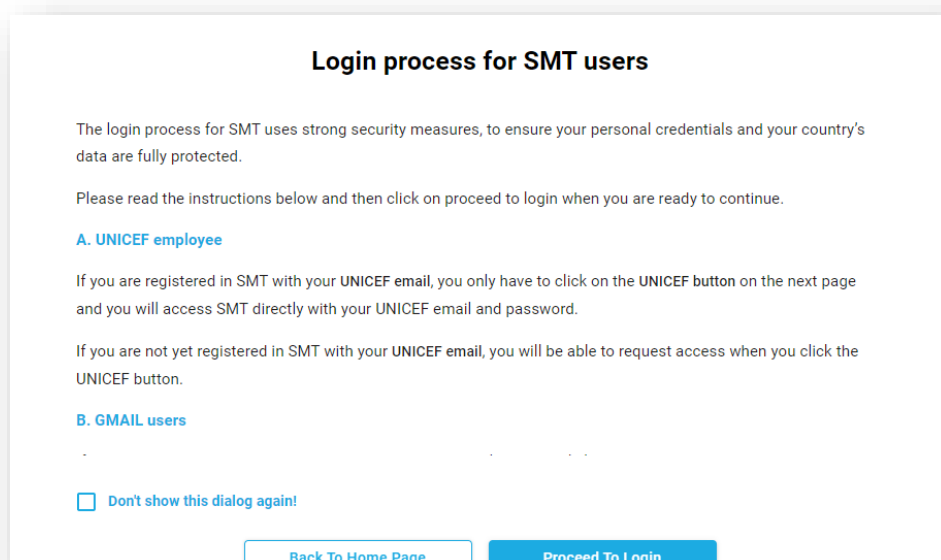 Login process for SMT users
The login process for SMT uses strong security measures, to ensure your personal credentials and your country's
data are fully protected.
Please read the instructions below and then click on proceed to login when you are ready to continue.
A. UNICEF employee
If you are registered in SMT with your UNICEF email, you only have to click on the UNICEF button on the next page
and you will access SMT directly with your UNICEF email and password.
If you are not yet registered in SMT with your UNICEF email, you will be able to request access when you click the
UNICEF button.
B. GMAIL users
Don't show this dialog again!
Back To Home Page
Proceed To Login